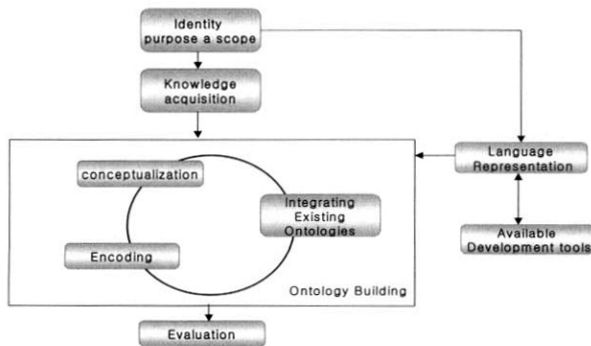 Identity
purpose a scope
Knowledge
acquisition
conceptualization
Integrating
Existing
Ontologies
Encoding
Ontology Building
Language
Representation
Available
Development tools
Evaluation